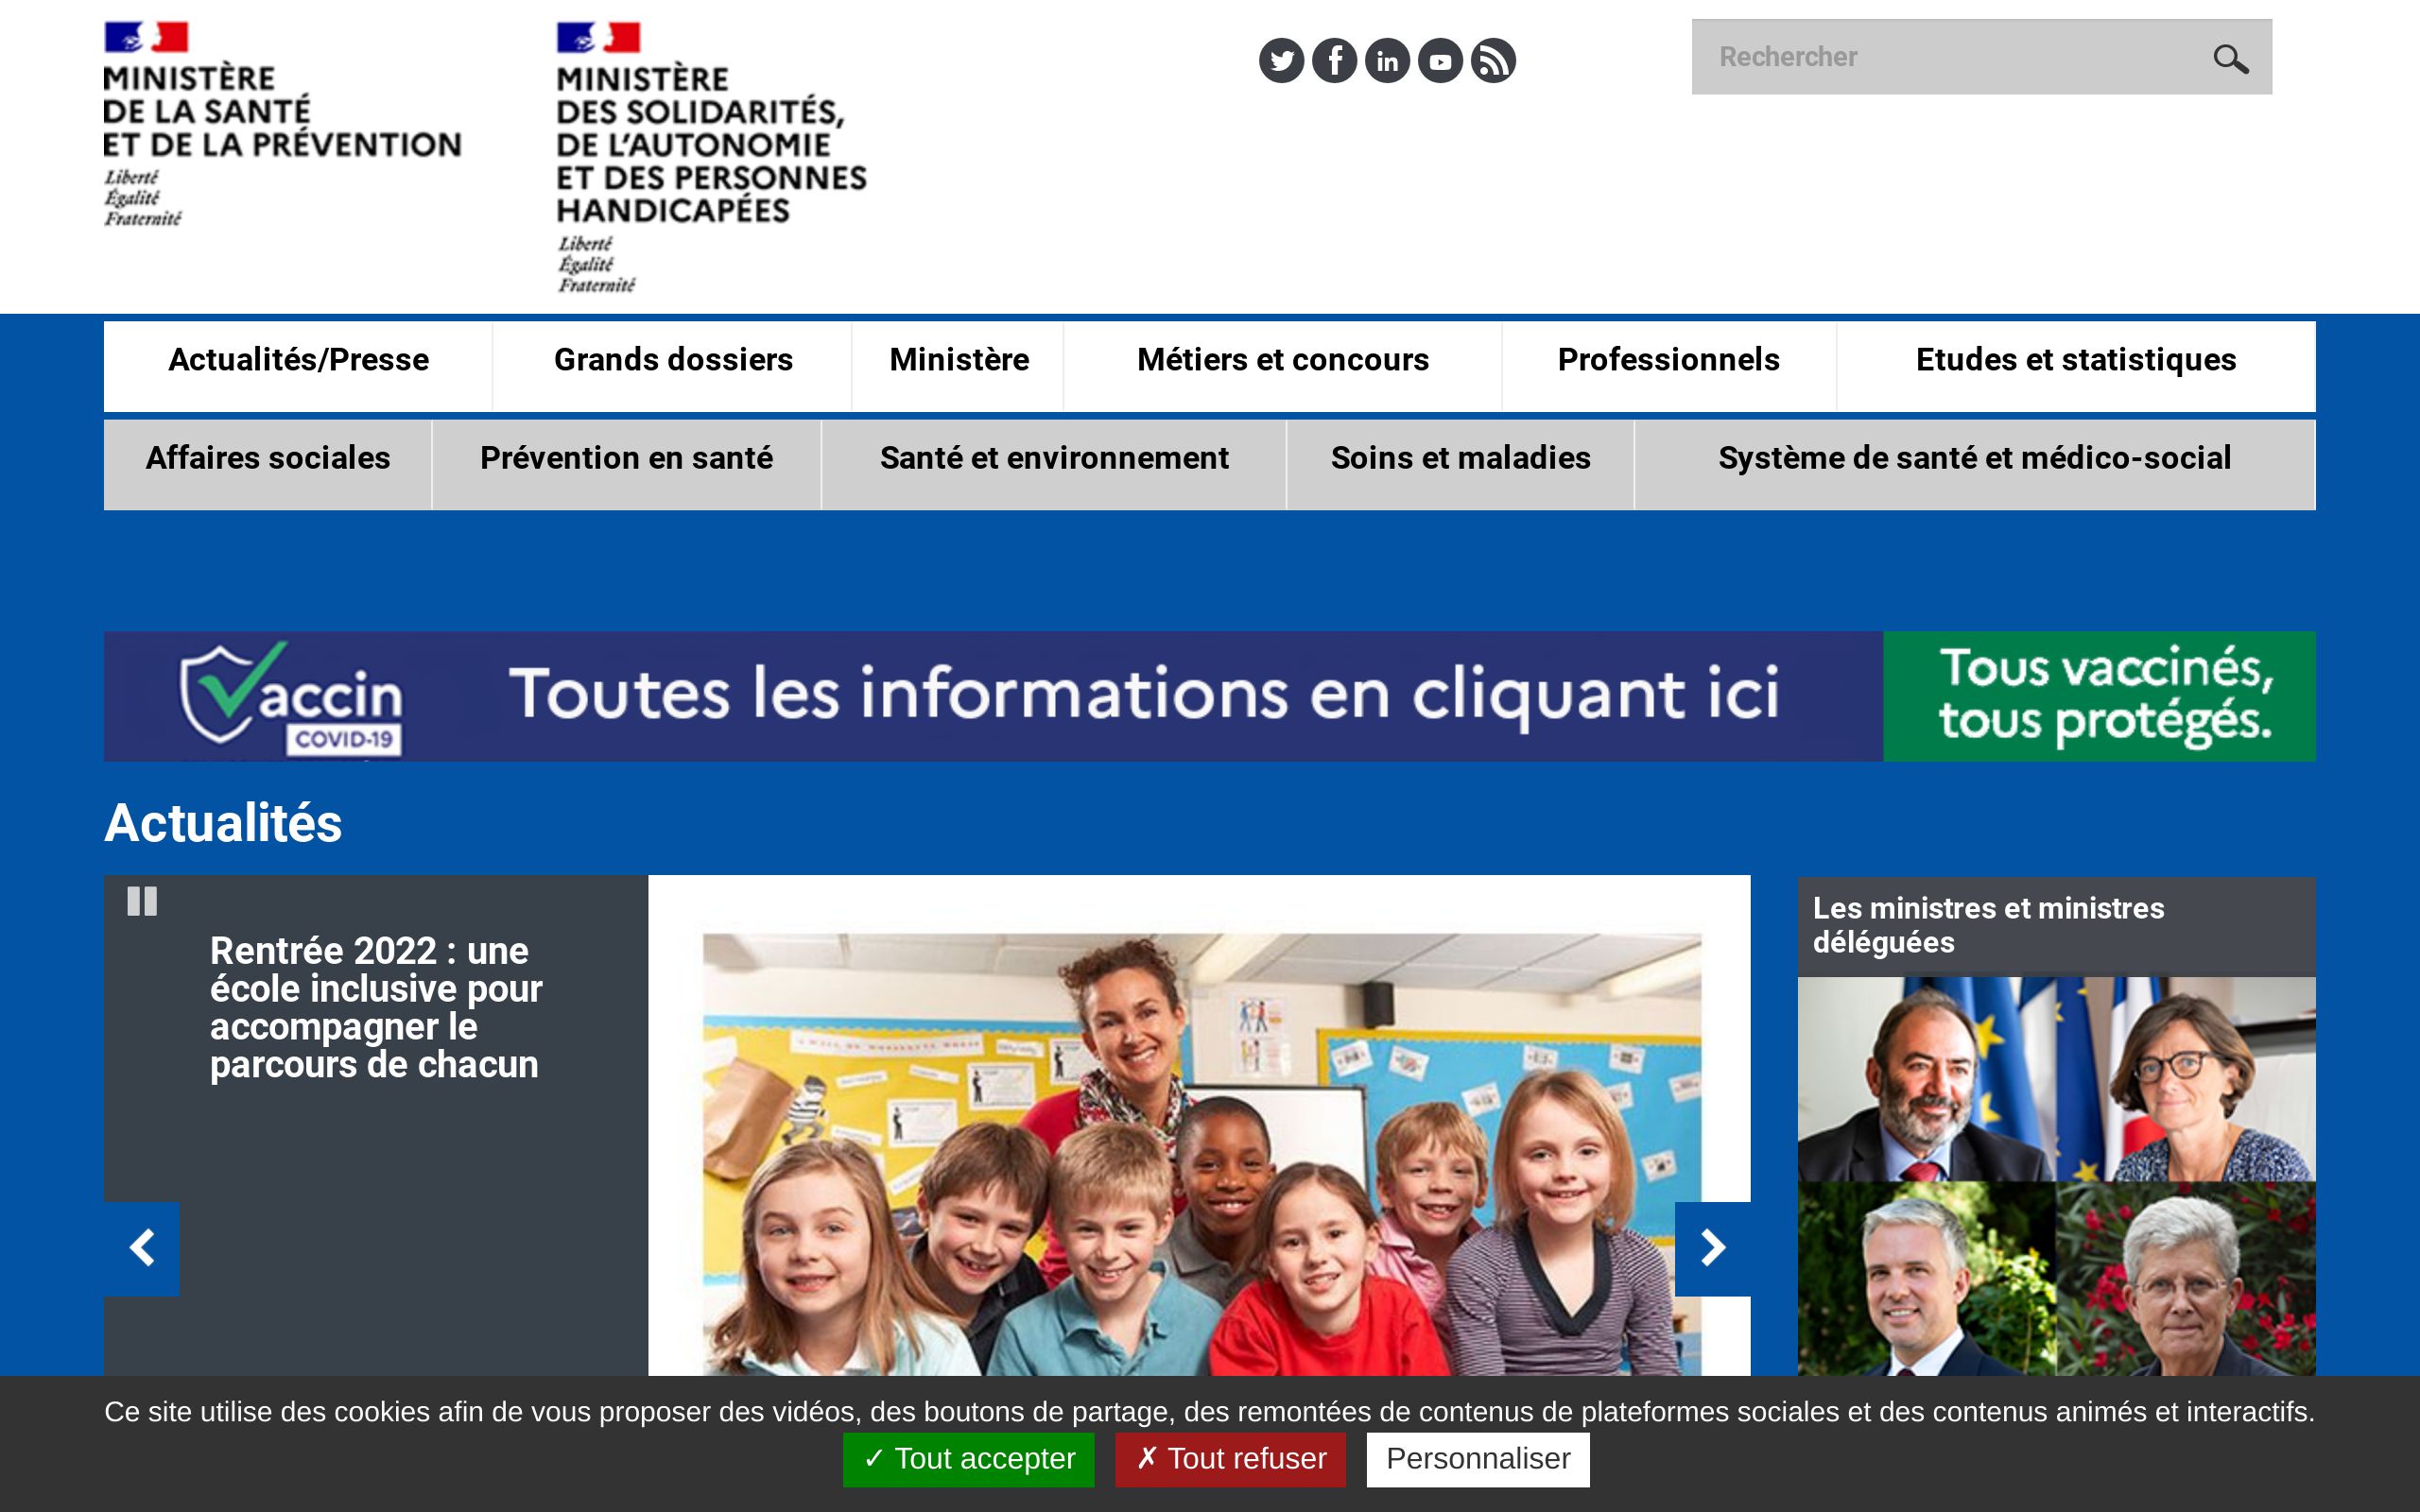 MINISTÈRE
DE LA SANTÉ
ET DE LA PRÉVENTION
Liberté
Égalité
Fraternité
MINISTÈRE
DES SOLIDARITÉS,
DE L'AUTONOMIE
ET DES PERSONNES
HANDICAPÉES
Liberté
Égalité
Fraternité
Rechercher
Actualités/Presse
Grands dossiers
Ministère
Métiers et concours
Professionnels
Etudes et statistiques
Affaires sociales
Prévention en santé
Santé et environnement
Soins et maladies
Système de santé et médico-social
Vaccin
COVID-19
Toutes les informations en cliquant ici
Tous vaccinés,
tous protégés.
Actualités
Rentrée 2022 : une
école inclusive pour
accompagner le
parcours de chacun
Les ministres et ministres
déléguées
Ce site utilise des cookies afin de vous proposer des vidéos, des boutons de partage, des remontées de contenus de plateformes sociales et des contenus animés et interactifs.
✓ Tout accepter
✗ Tout refuser
Personnaliser